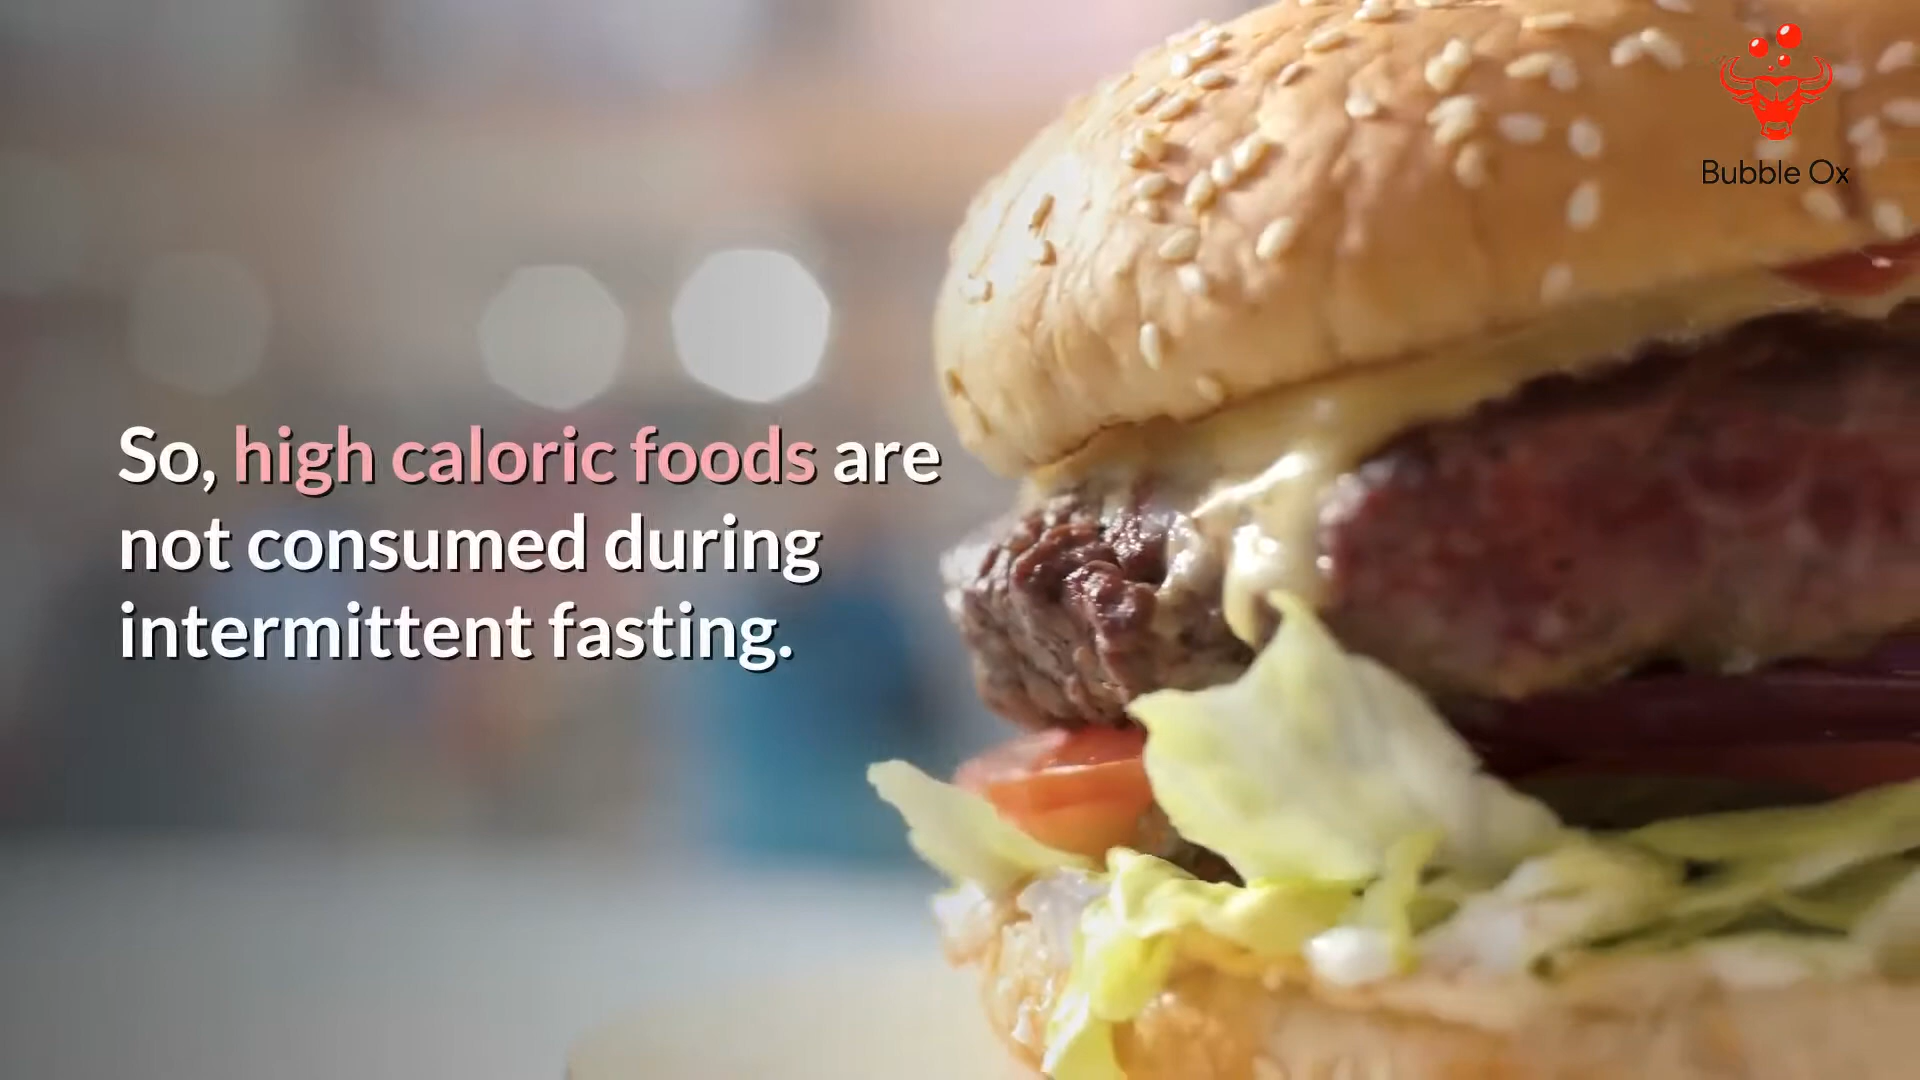 Bubble Ox
So, high caloric foods are
not consumed during
intermittent fasting.